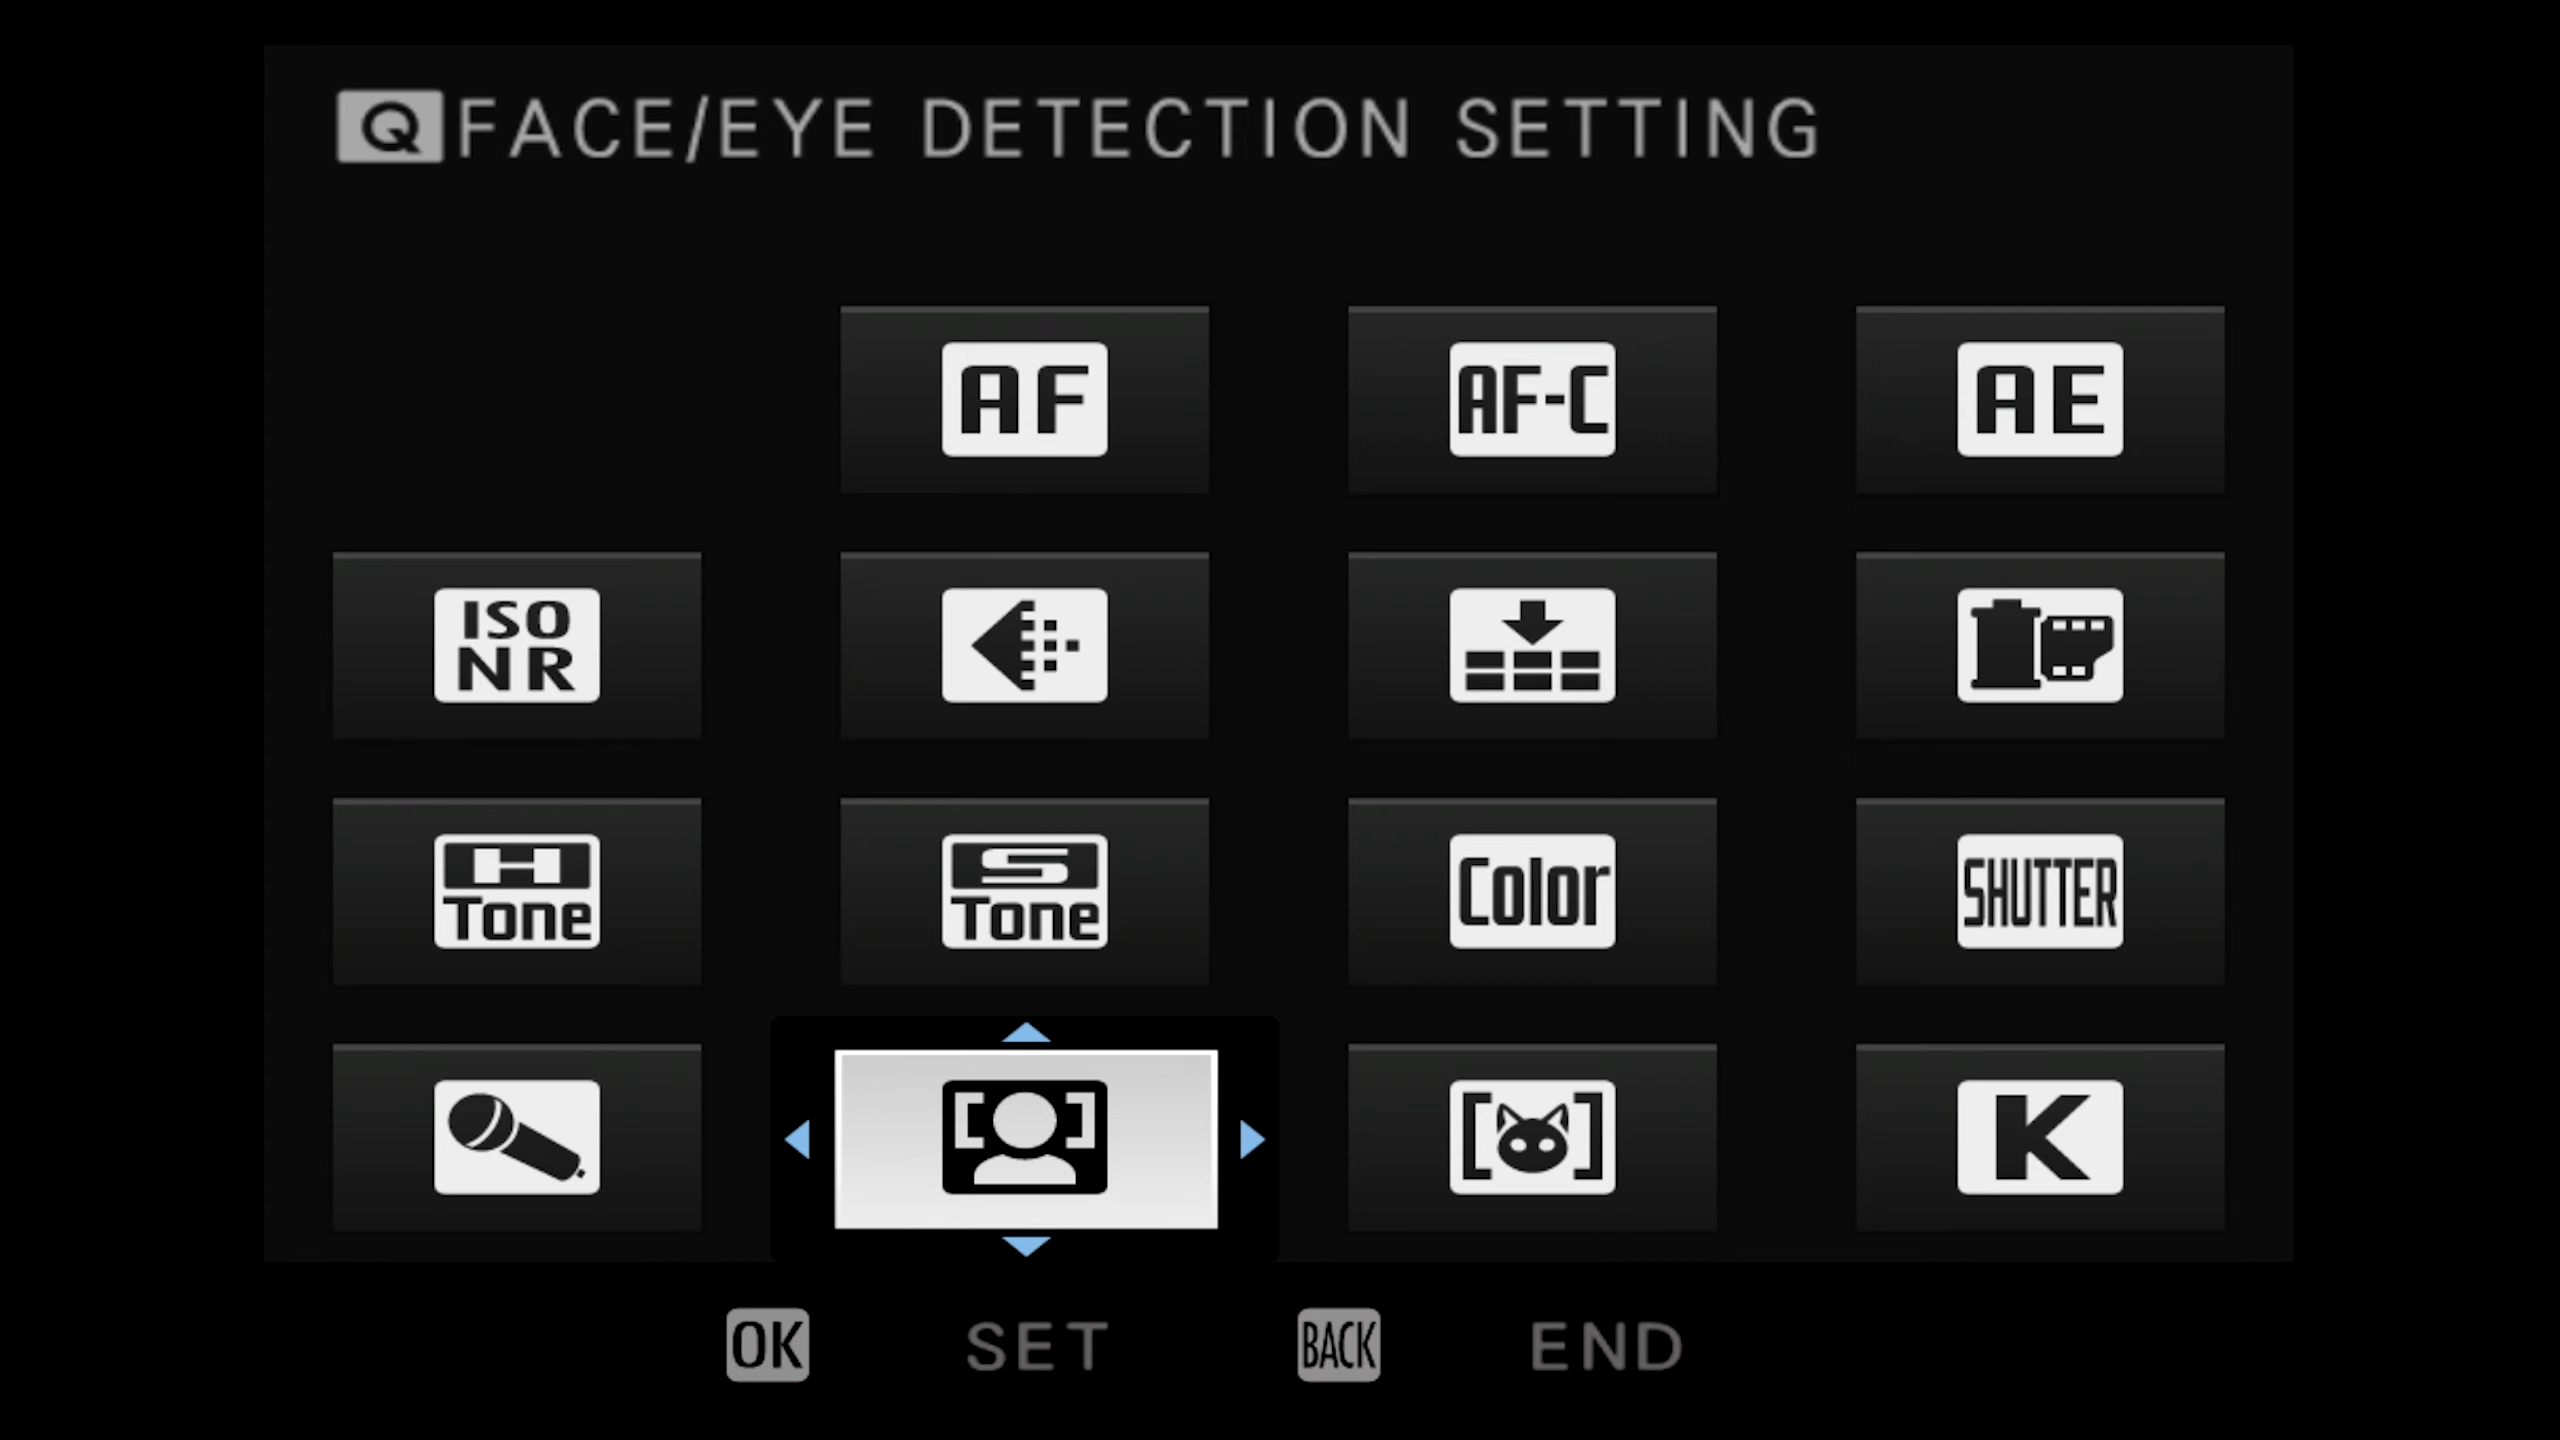 Q FACE/EYE DETECTION SETTING
AF
AF-C
AE
ISO
NR
H
Tone
S
Tone
Color
SHUTTER
K
OK SET BACK END